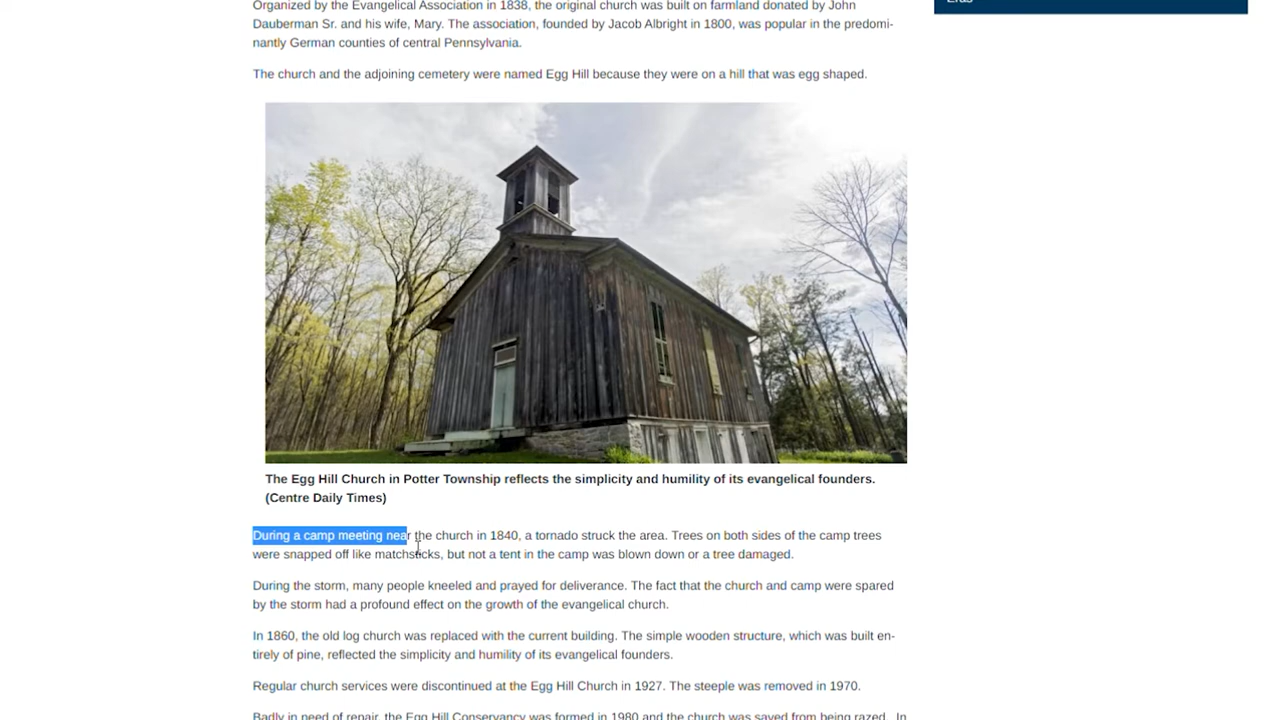 Organized by the Evangelical Association in 1838, the original church was built on farmland donated by John
Dauberman Sr. and his wife, Mary. The association, founded by Jacob Albright in 1800, was popular in the predomi-
nantly German counties of central Pennsylvania.
The church and the adjoining cemetery were named Egg Hill because they were on a hill that was egg shaped.
The Egg Hill Church in Potter Township reflects the simplicity and humility of its evangelical founders.
(Centre Daily Times)
During a camp meeting near the church in 1840, a tornado struck the area. Trees on both sides of the camp trees
were snapped off like matchsticks, but not a tent in the camp was blown down or a tree damaged.
During the storm, many people kneeled and prayed for deliverance. The fact that the church and camp were spared
by the storm had a profound effect on the growth of the evangelical church.
In 1860, the old log church was replaced with the current building. The simple wooden structure, which was built en-
tirely of pine, reflected the simplicity and humility of its evangelical founders.
Regular church services were discontinued at the Egg Hill Church in 1927. The steeple was removed in 1970.
Badly in need of repair, the Egg Hill Conservancy was formed in 1980 and the church was saved from being razed. In